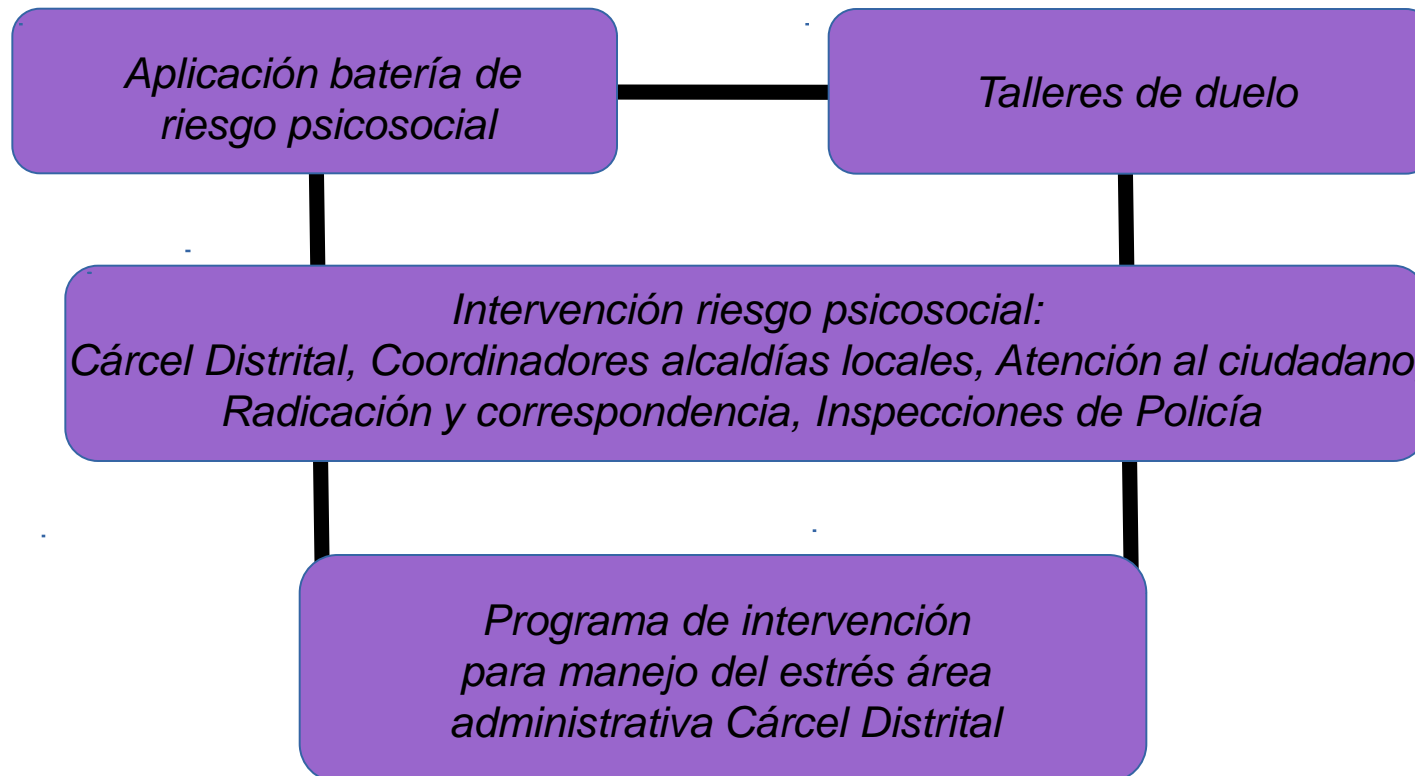 Aplicación batería de
riesgo psicosocial
Talleres de duelo
Intervención riesgo psicosocial:
Cárcel Distrital, Coordinadores alcaldías locales, Atención al ciudadano
Radicación y correspondencia, Inspecciones de Policía
Programa de intervención
para manejo del estrés área
administrativa Cárcel Distrital